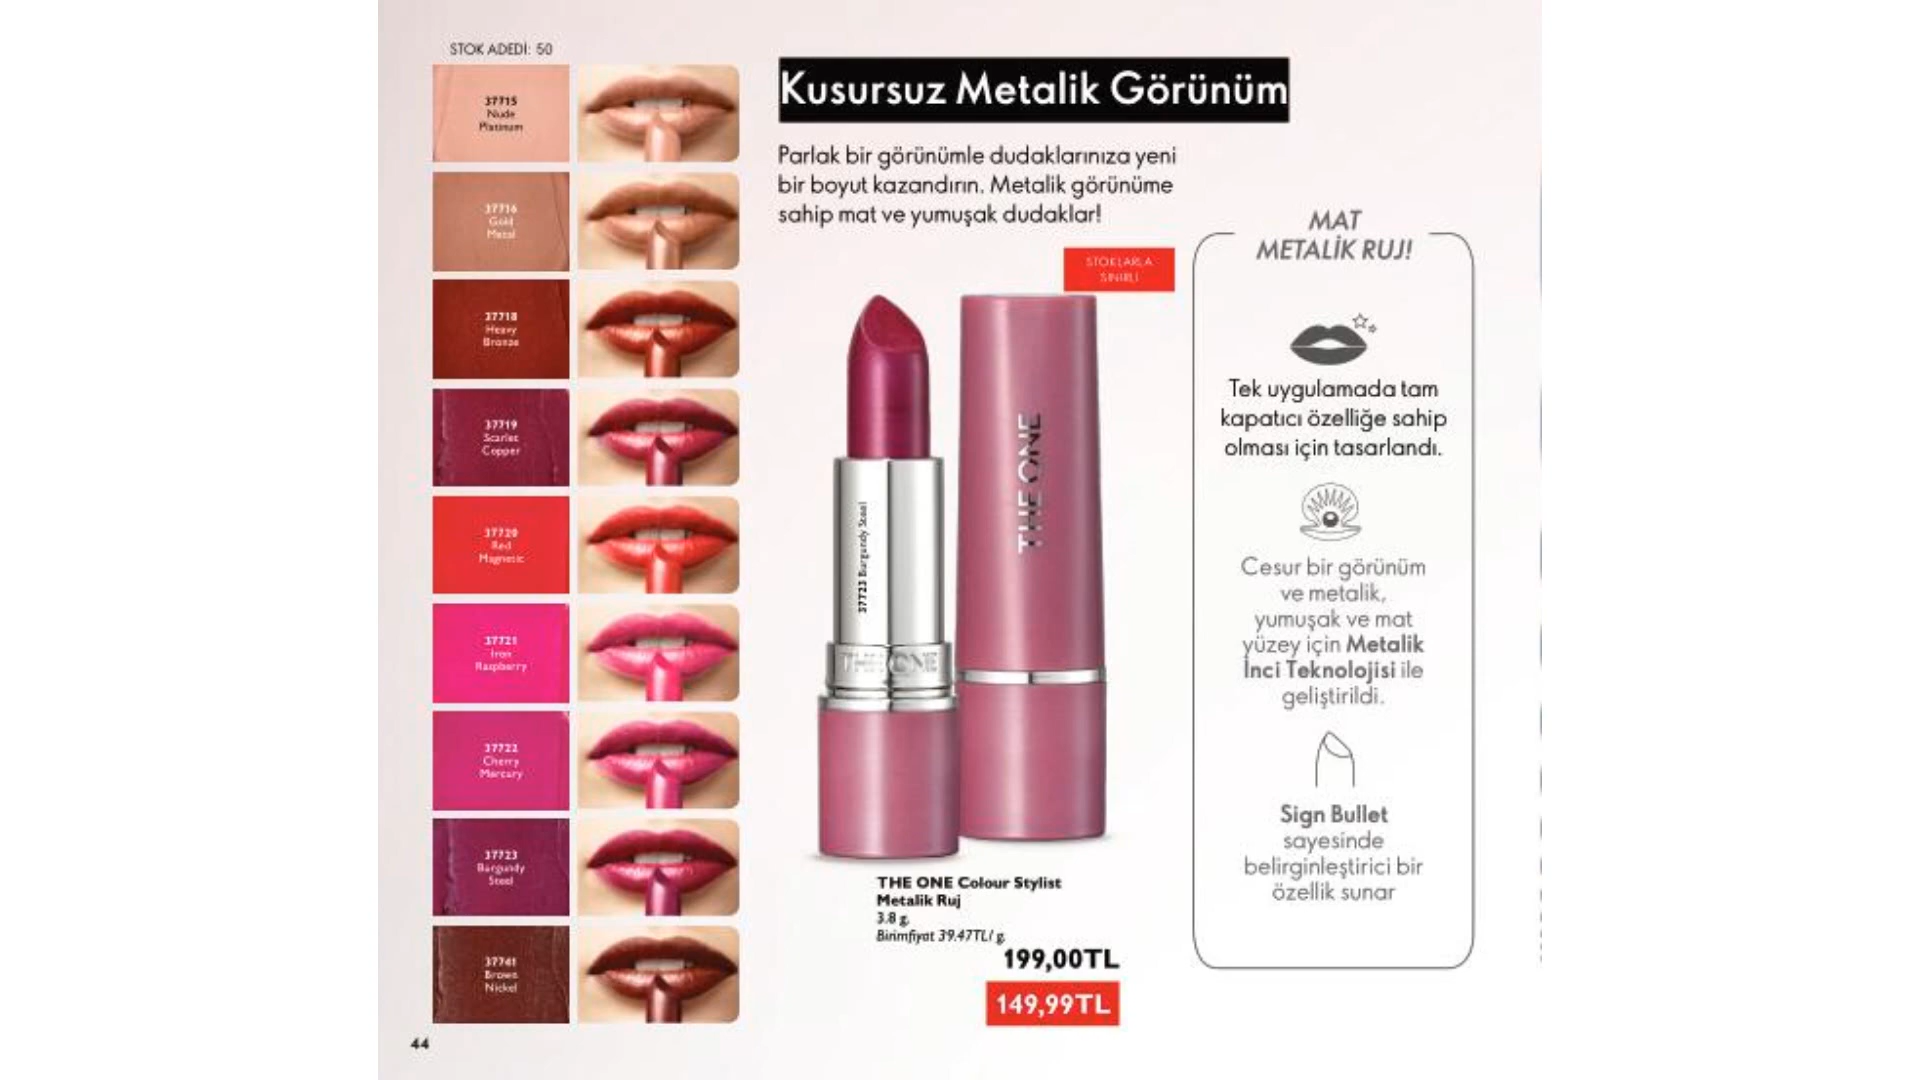 STOK ADEDİ: 50
37715
Nude
Platinum
37716
Gold
Metal
37718
Heavy
Bronze
37719
Scarlet
Copper
37720
Red
Magnetic
37721
Iron
Raspberry
37722
Cherry
Mercury
37723
Burgundy
Steel
37741
Brown
Nickel
44
Kusursuz Metalik Görünüm
Parlak bir görünümle dudaklarınıza yeni
bir boyut kazandırın. Metalik görünüme
sahip mat ve yumuşak dudaklar!
STOKLARLA
SINIRLI
37723 Burgundy Steel
THE ONE
THE ONE
THE ONE Colour Stylist
Metalik Ruj
3.8 g.
Birimfiyat 39.47TL/ g.
199,00TL
149,99TL
MAT
METALİK RUJ!
Tek uygulamada tam
kapatıcı özelliğe sahip
olması için tasarlandı.
Cesur bir görünüm
ve metalik,
yumuşak ve mat
yüzey için Metalik
İnci Teknolojisi ile
geliştirildi.
Sign Bullet
sayesinde
belirginleştirici bir
özellik sunar